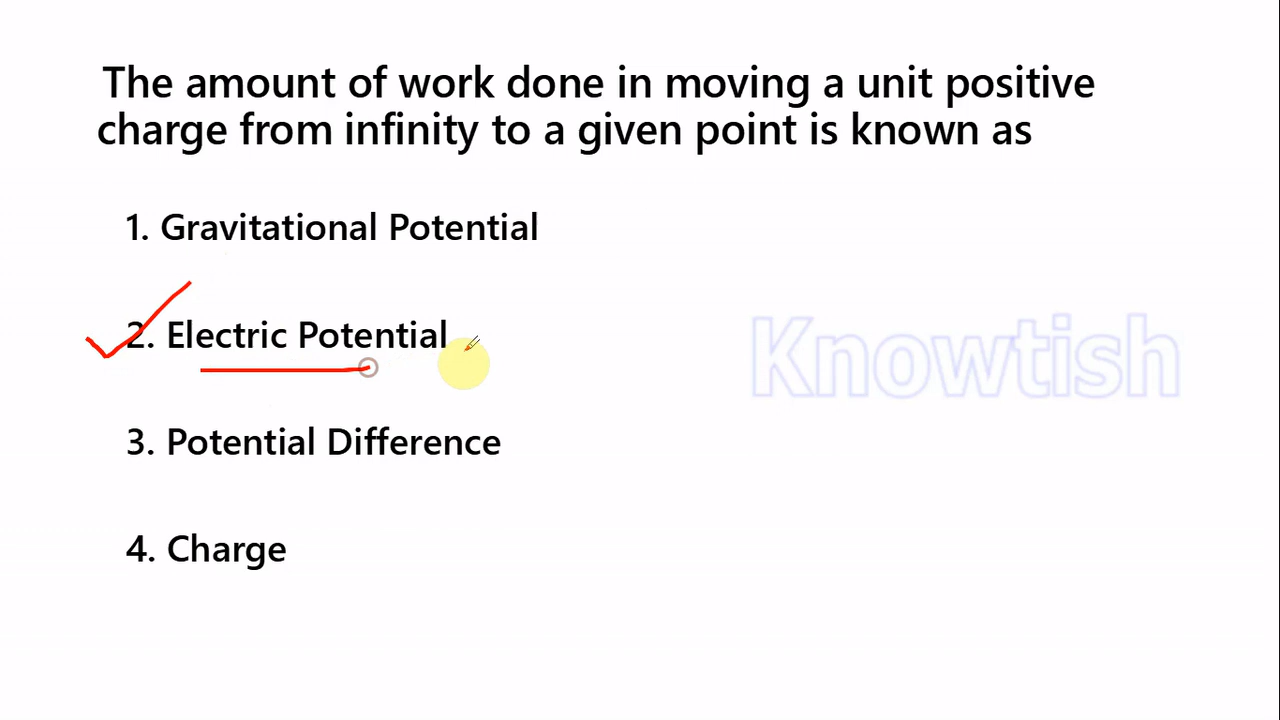 The amount of work done in moving a unit positive
charge from infinity to a given point is known as
1. Gravitational Potential
2. Electric Potential
Knowtish
3. Potential Difference
4. Charge